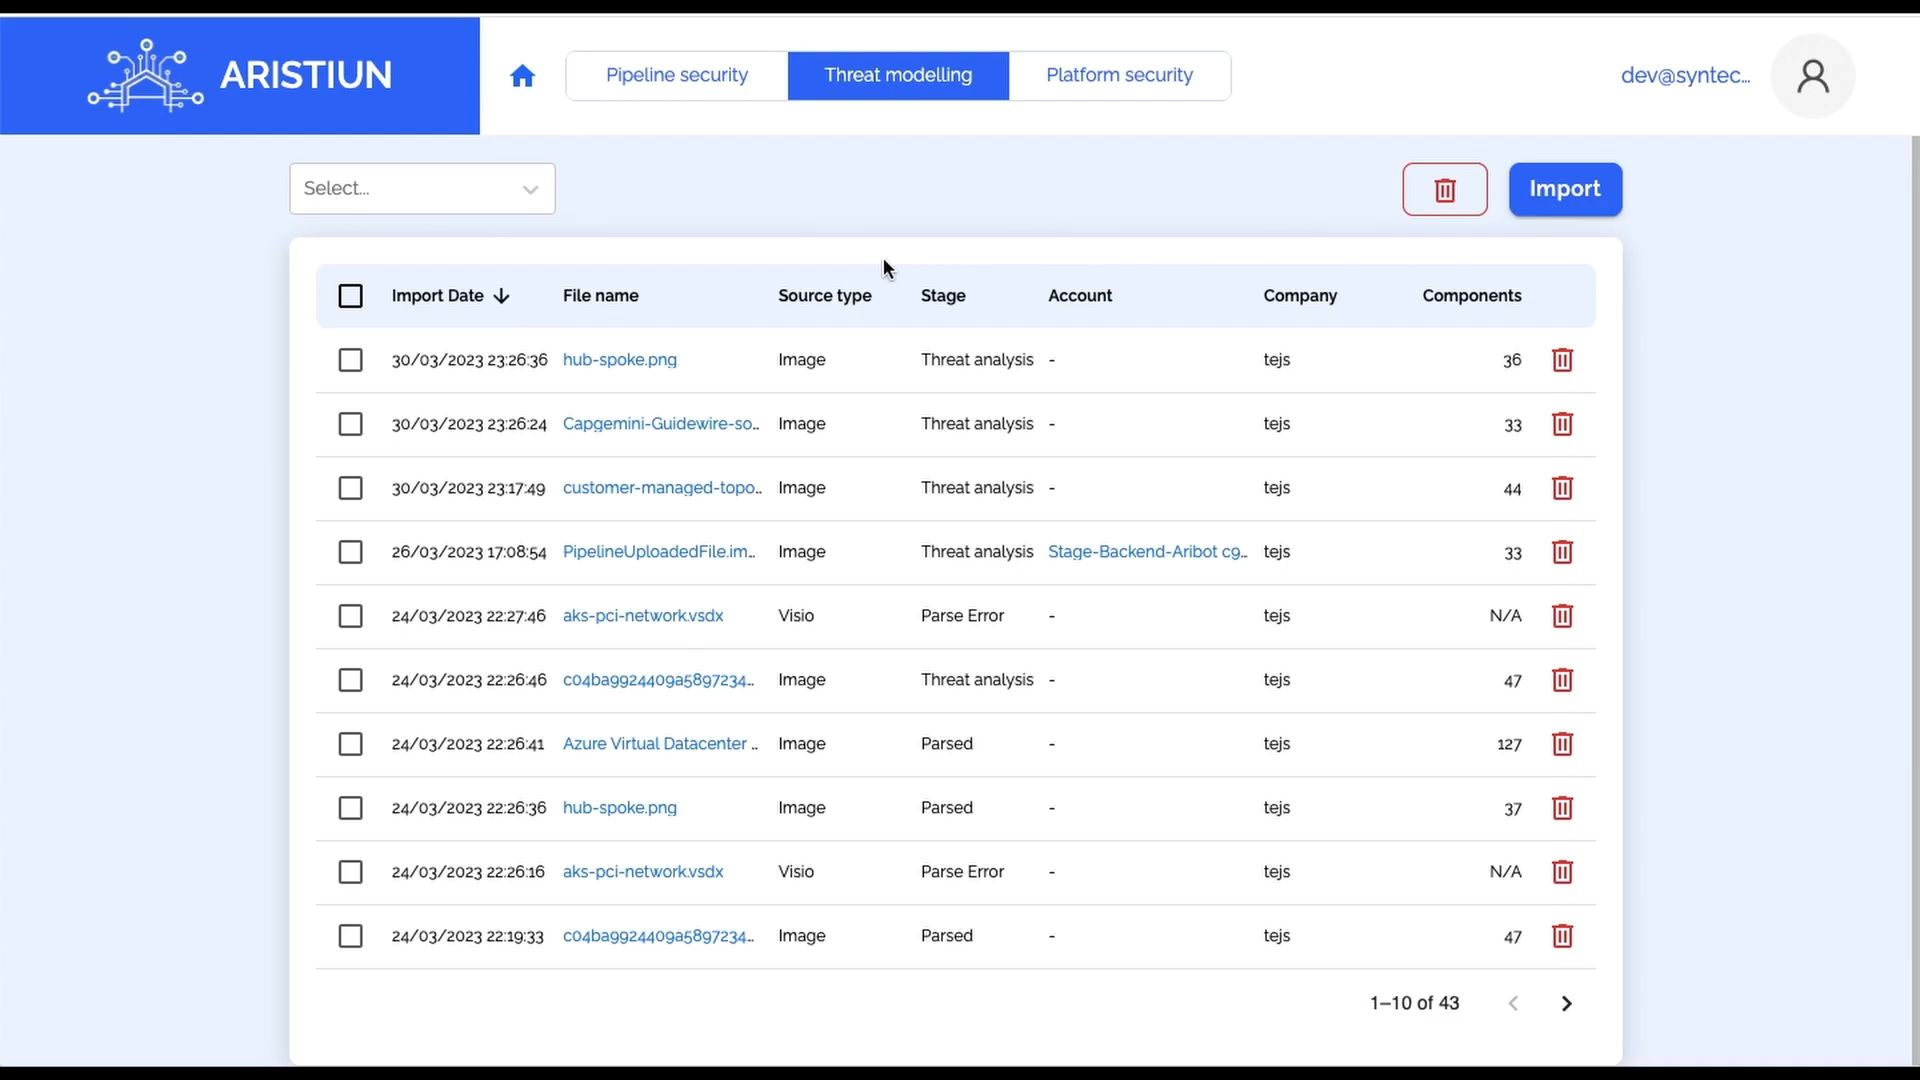 ARISTIUN
Pipeline security
Threat modelling
Platform security
dev@syntec...
Select...
Import
Import Date File name Source type Stage Account Company Components
30/03/2023 23:26:36 hub-spoke.png Image Threat analysis - tejs 36
30/03/2023 23:26:24 Capgemini-Guidewire-so... Image Threat analysis - tejs 33
30/03/2023 23:17:49 customer-managed-topo... Image Threat analysis - tejs 44
26/03/2023 17:08:54 PipelineUploadedFile.im... Image Threat analysis Stage-Backend-Aribot c9... tejs 33
24/03/2023 22:27:46 aks-pci-network.vsdx Visio Parse Error - tejs N/A
24/03/2023 22:26:46 c04ba9924409a5897234... Image Threat analysis - tejs 47
24/03/2023 22:26:41 Azure Virtual Datacenter ... Image Parsed - tejs 127
24/03/2023 22:26:36 hub-spoke.png Image Parsed - tejs 37
24/03/2023 22:26:16 aks-pci-network.vsdx Visio Parse Error - tejs N/A
24/03/2023 22:19:33 c04ba9924409a5897234... Image Parsed - tejs 47
1–10 of 43